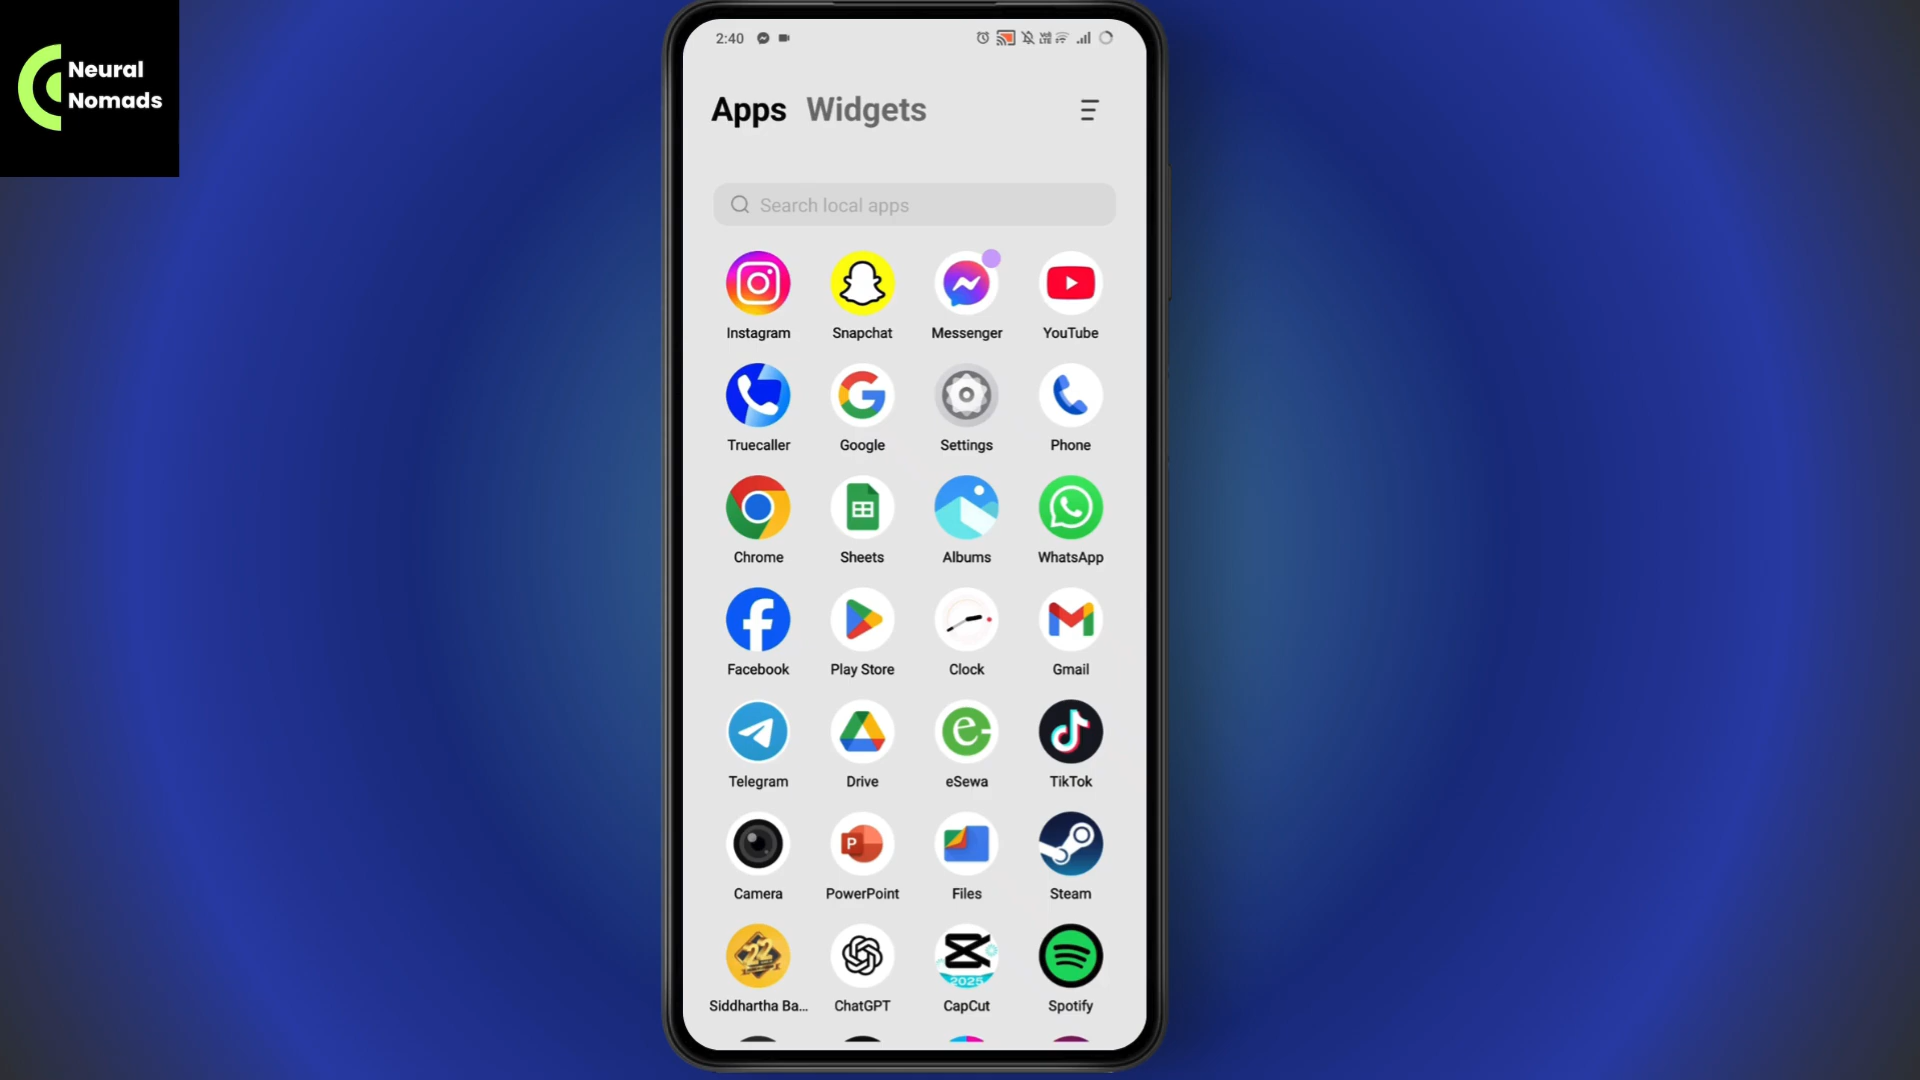 Neural
Nomads
2:40
Apps Widgets
Search local apps
Instagram Snapchat Messenger YouTube
Truecaller Google Settings Phone
Chrome Sheets Albums WhatsApp
Facebook Play Store Clock Gmail
Telegram Drive eSewa TikTok
P
Camera PowerPoint Files Steam
22
2025
Siddhartha Ba... ChatGPT CapCut Spotify